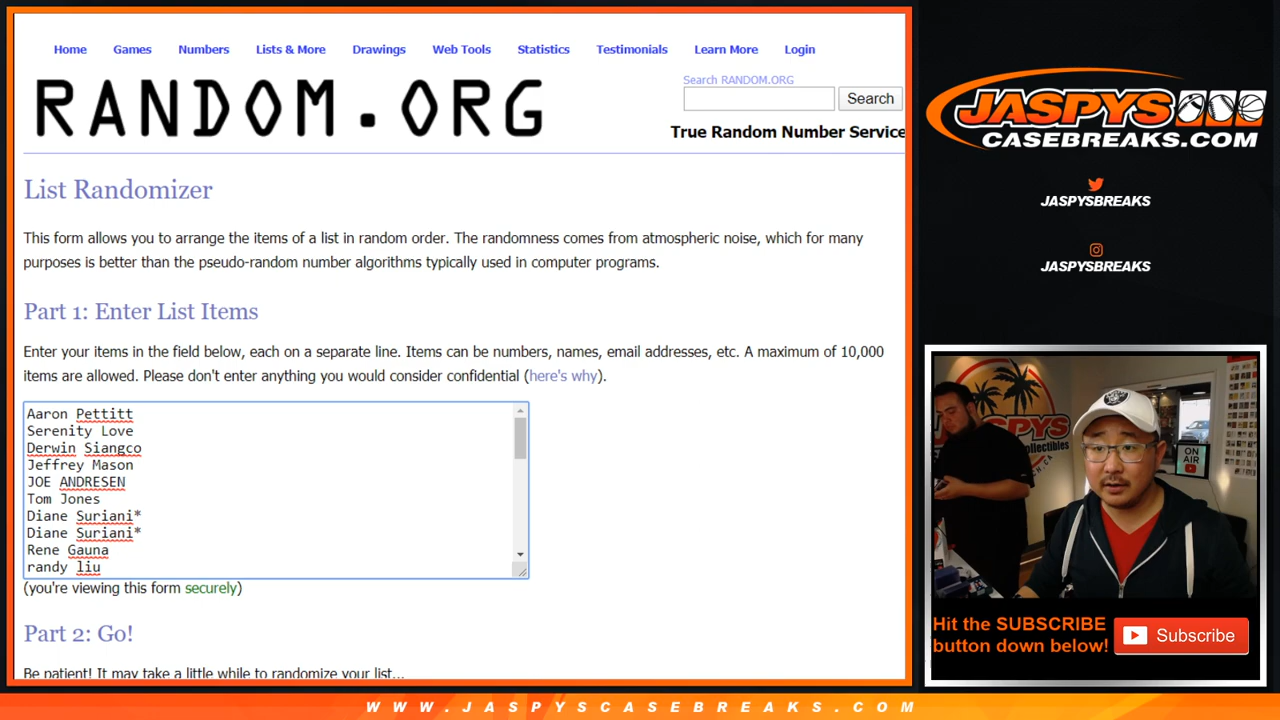 Home Games Numbers Lists & More Drawings Web Tools Statistics Testimonials Learn More Login
RANDOM.ORG
Search RANDOM.ORG
Search
True Random Number Service
List Randomizer
This form allows you to arrange the items of a list in random order. The randomness comes from atmospheric noise, which for many
purposes is better than the pseudo-random number algorithms typically used in computer programs.
Part 1: Enter List Items
Enter your items in the field below, each on a separate line. Items can be numbers, names, email addresses, etc. A maximum of 10,000
items are allowed. Please don't enter anything you would consider confidential (here's why).
Aaron Pettitt
Serenity Love
Derwin Siangco
Jeffrey Mason
JOE ANDRESEN
Tom Jones
Diane Suriani*
Diane Suriani*
Rene Gauna
randy liu
(you're viewing this form securely)
Part 2: Go!
Be patient! It may take a little while to randomize your list...
JASPYS
CASEBREAKS.COM
JASPYSBREAKS
JASPYSBREAKS
ON
AIR
Hit the SUBSCRIBE
button down below!
Subscribe
WWW.JASPYSCASEBREAKS.COM